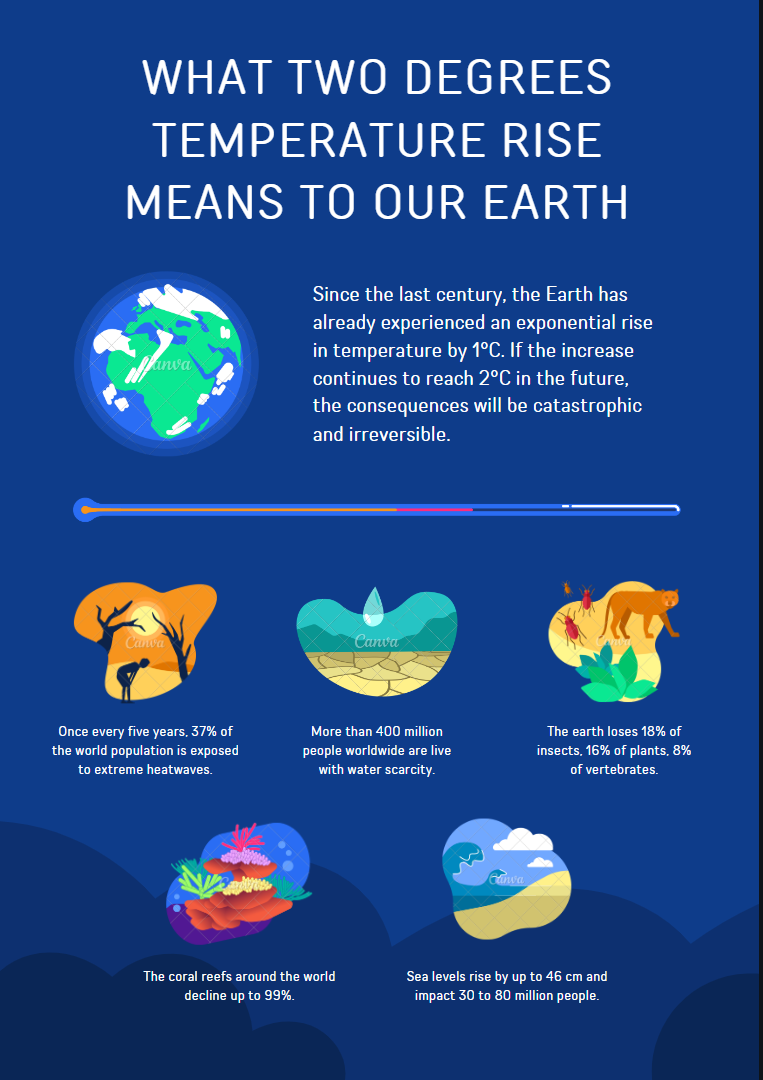 WHAT TWO DEGREES
TEMPERATURE RISE
MEANS TO OUR EARTH
Since the last century, the Earth has
already experienced an exponential rise
in temperature by 1ºC. If the increase
continues to reach 2ºC in the future,
the consequences will be catastrophic
and irreversible.
Canva
Canva
Canva
Canva
Once every five years, 37% of
the world population is exposed
to extreme heatwaves.
More than 400 million
people worldwide are live
with water scarcity.
The earth loses 18% of
insects, 16% of plants, 8%
of vertebrates.
Canva
Canva
The coral reefs around the world
decline up to 99%.
Sea levels rise by up to 46 cm and
impact 30 to 80 million people.